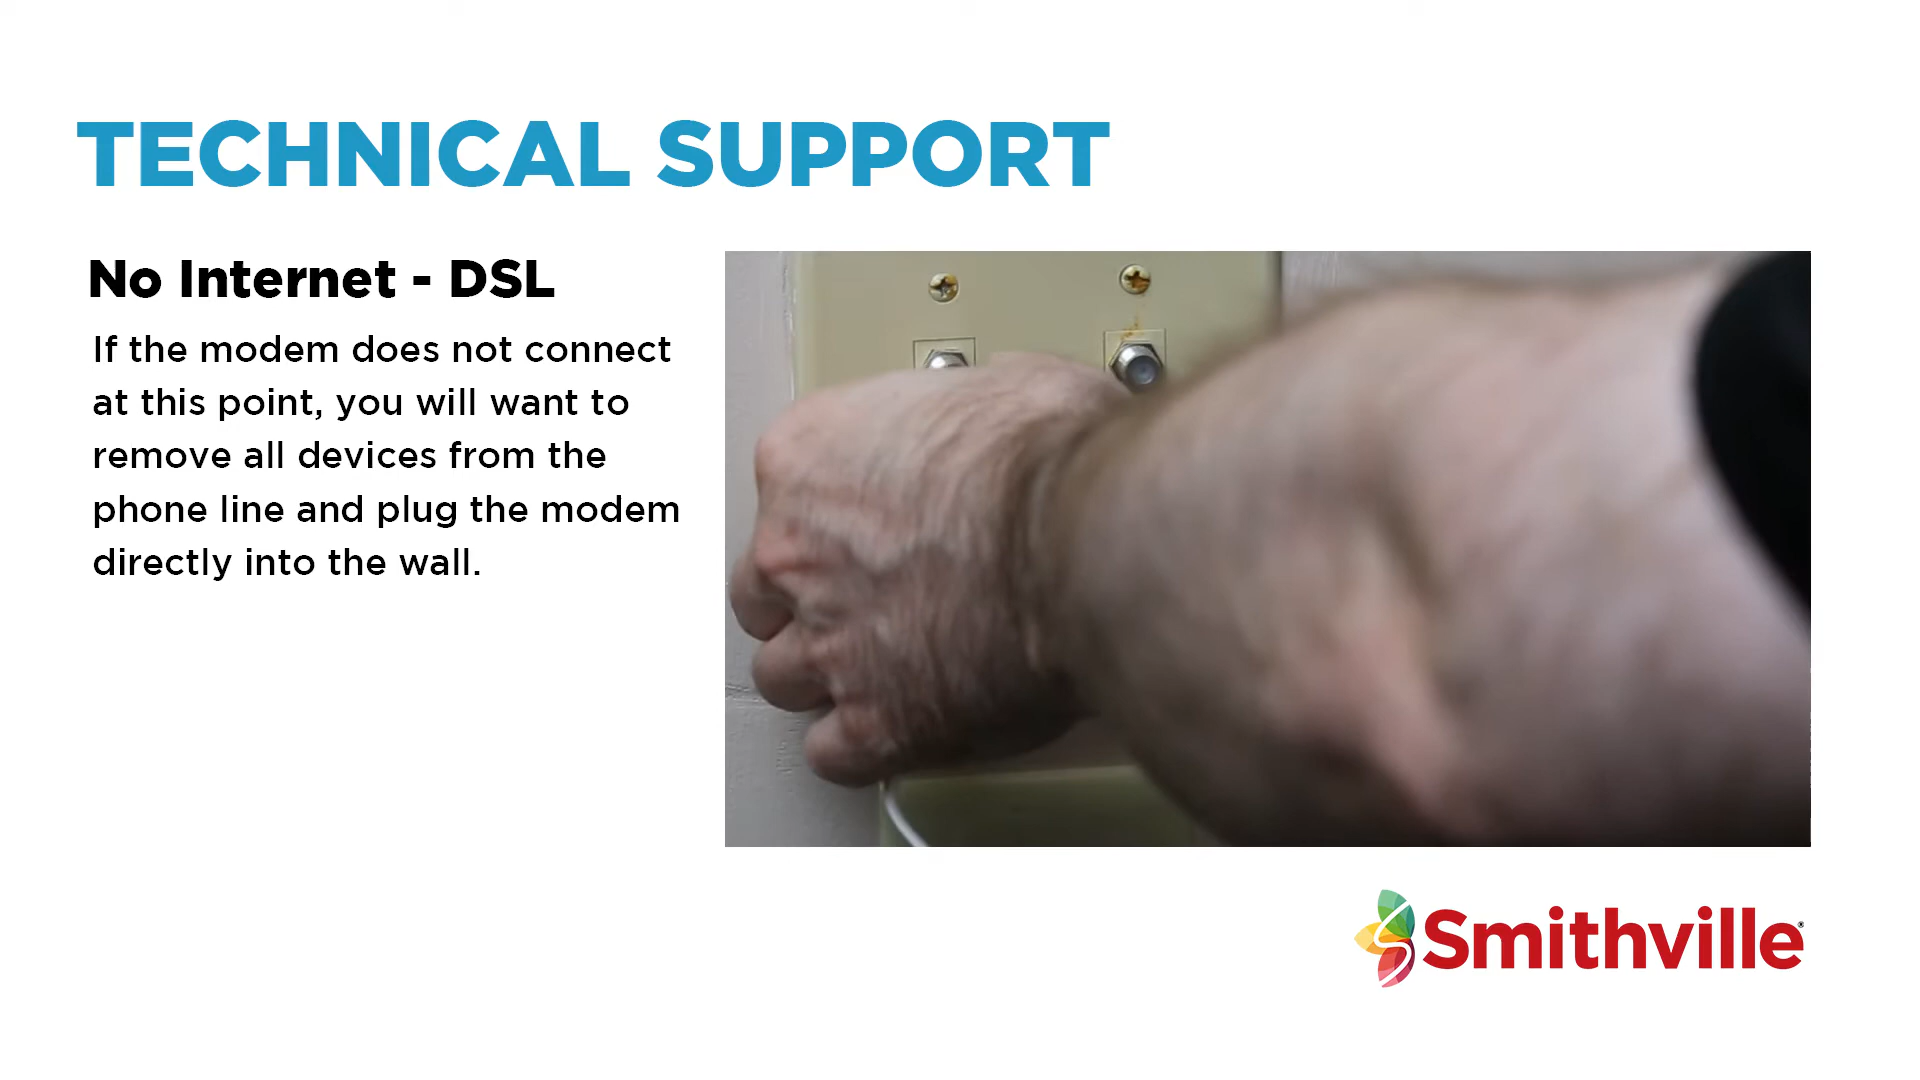 TECHNICAL SUPPORT
No Internet - DSL
If the modem does not connect
at this point, you will want to
remove all devices from the
phone line and plug the modem
directly into the wall.
Smithville®